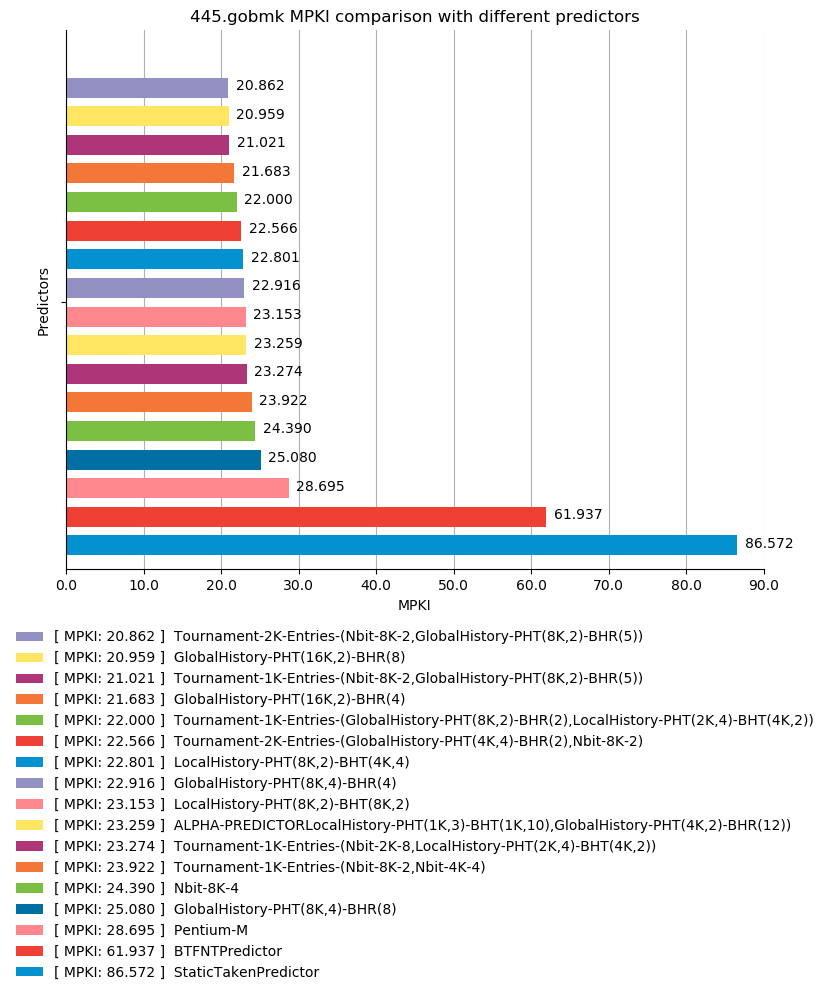 445.gobmk MPKI comparison with different predictors
20.862
20.959
21.021
21.683
22.000
22.566
22.801
22.916
23.153
23.259
23.274
23.922
24.390
25.080
28.695
61.937
86.572
Predictors
0.0 10.0 20.0 30.0 40.0 50.0 60.0 70.0 80.0 90.0
MPKI
[ MPKI: 20.862 ] Tournament-2K-Entries-(Nbit-8K-2,GlobalHistory-PHT(8K,2)-BHR(5))
[ MPKI: 20.959 ] GlobalHistory-PHT(16K,2)-BHR(8)
[ MPKI: 21.021 ] Tournament-1K-Entries-(Nbit-8K-2,GlobalHistory-PHT(8K,2)-BHR(5))
[ MPKI: 21.683 ] GlobalHistory-PHT(16K,2)-BHR(4)
[ MPKI: 22.000 ] Tournament-1K-Entries-(GlobalHistory-PHT(8K,2)-BHR(2),LocalHistory-PHT(2K,4)-BHT(4K,2))
[ MPKI: 22.566 ] Tournament-2K-Entries-(GlobalHistory-PHT(4K,4)-BHR(2),Nbit-8K-2)
[ MPKI: 22.801 ] LocalHistory-PHT(8K,2)-BHT(4K,4)
[ MPKI: 22.916 ] GlobalHistory-PHT(8K,4)-BHR(4)
[ MPKI: 23.153 ] LocalHistory-PHT(8K,2)-BHT(8K,2)
[ MPKI: 23.259 ] ALPHA-PREDICTORLocalHistory-PHT(1K,3)-BHT(1K,10),GlobalHistory-PHT(4K,2)-BHR(12))
[ MPKI: 23.274 ] Tournament-1K-Entries-(Nbit-2K-8,LocalHistory-PHT(2K,4)-BHT(4K,2))
[ MPKI: 23.922 ] Tournament-1K-Entries-(Nbit-8K-2,Nbit-4K-4)
[ MPKI: 24.390 ] Nbit-8K-4
[ MPKI: 25.080 ] GlobalHistory-PHT(8K,4)-BHR(8)
[ MPKI: 28.695 ] Pentium-M
[ MPKI: 61.937 ] BTFNTPredictor
[ MPKI: 86.572 ] StaticTakenPredictor